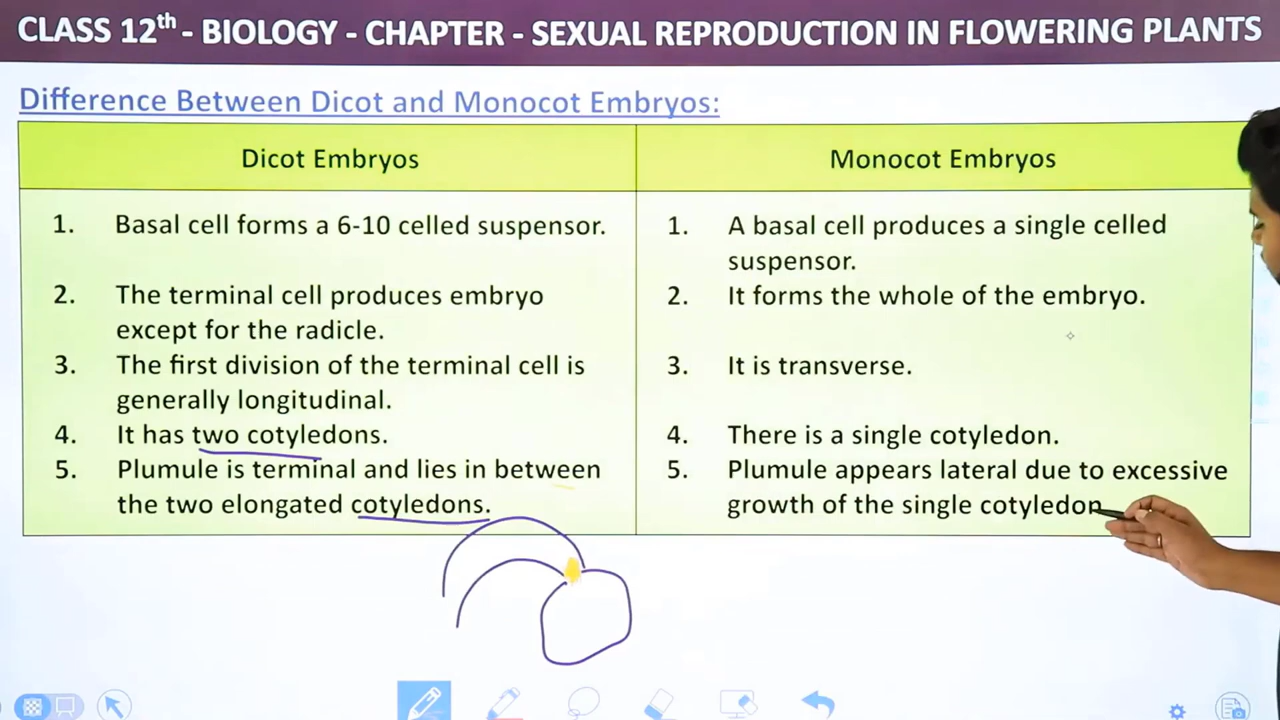 CLASS 12th - BIOLOGY - CHAPTER - SEXUAL REPRODUCTION IN FLOWERING PLANTS
Difference Between Dicot and Monocot Embryos:
Dicot Embryos
1. Basal cell forms a 6-10 celled suspensor.
2. The terminal cell produces embryo
except for the radicle.
3. The first division of the terminal cell is
generally longitudinal.
4. It has two cotyledons.
5. Plumule is terminal and lies in between
the two elongated cotyledons.
Monocot Embryos
1. A basal cell produces a single celled
suspensor.
2. It forms the whole of the embryo.
3. It is transverse.
4. There is a single cotyledon.
5. Plumule appears lateral due to excessive
growth of the single cotyledon